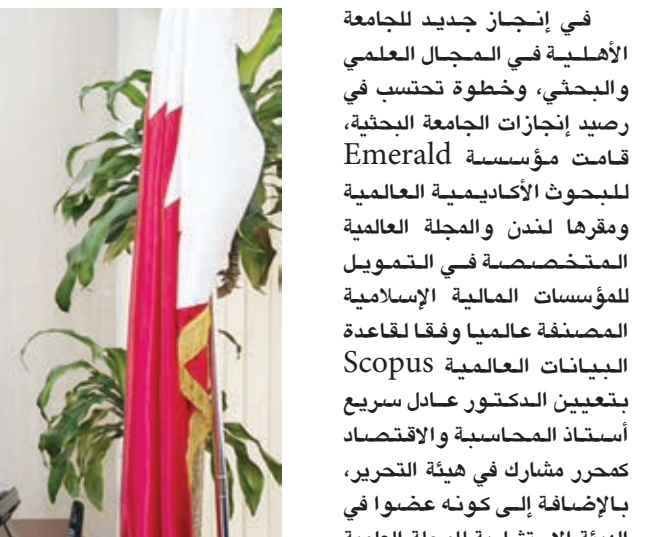 في إنجاز جديد للجامعة
الأهلية في المجال العلمي
والبحثي، وخطوة تحتسب في
رصيد إنجازات الجامعة البحثية،
قامت مؤسسة Emerald
للبحوث الأكاديمية العالمية
ومقرها لندن والمجلة العالمية
المتخصصة في التمويل
للمؤسسات المالية الإسلامية
المصنفة عالميا وفقا لقاعدة
البيانات العالمية Scopus
بتعيين الدكتور عادل سريع
أستاذ المحاسبة والاقتصاد
كمحرر مشارك في هيئة التحرير،
بالإضافة إلى كونه عضوا في